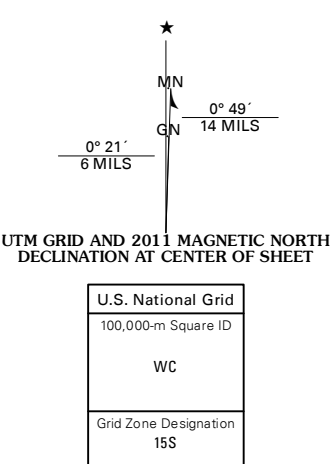 ★
MN
0° 49´
14 MILS
GN
0° 21´
6 MILS
UTM GRID AND 2011 MAGNETIC NORTH
DECLINATION AT CENTER OF SHEET
U.S. National Grid
100,000-m Square ID
WC
Grid Zone Designation
15S